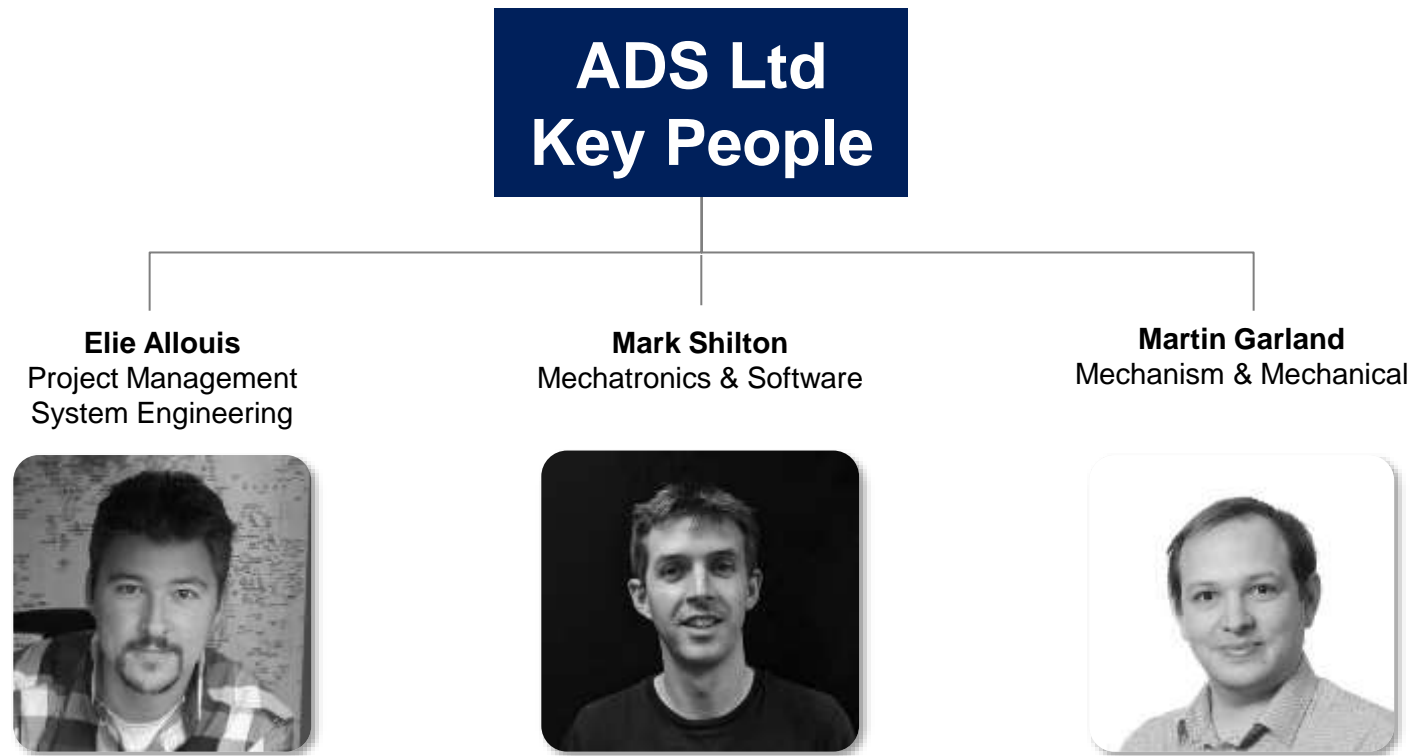 ADS Ltd
Key People
Elie Allouis
Project Management
System Engineering
Mark Shilton
Mechatronics & Software
Martin Garland
Mechanism & Mechanical